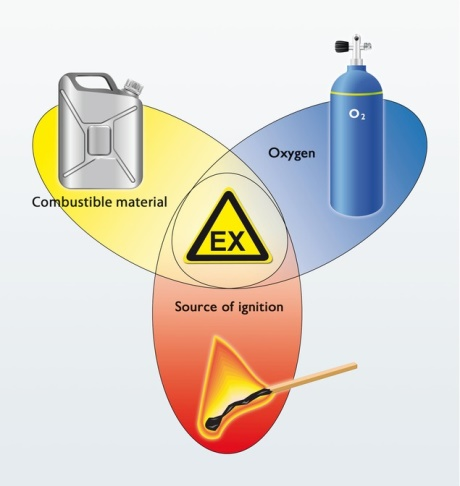 O2
Oxygen
Combustible material
EX
Source of ignition